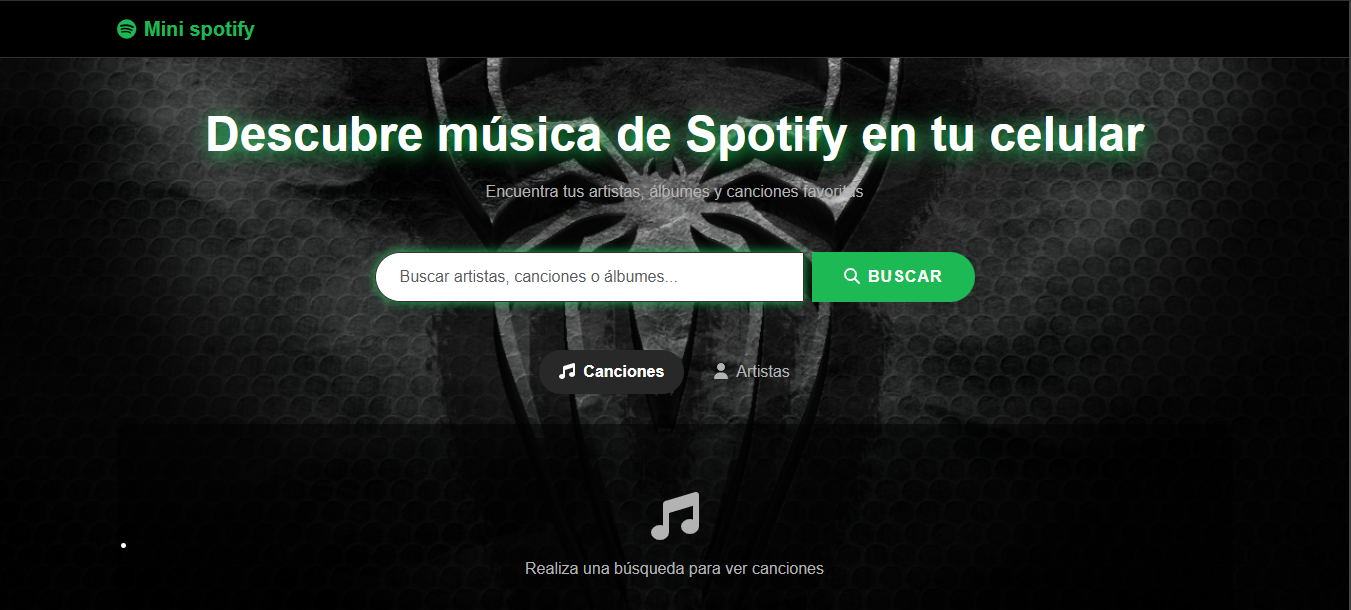 Mini spotify
Descubre música de Spotify en tu celular
Encuentra tus artistas, álbumes y canciones favoritas
Buscar artistas, canciones o álbumes...
BUSCAR
Canciones
Artistas
Realiza una búsqueda para ver canciones